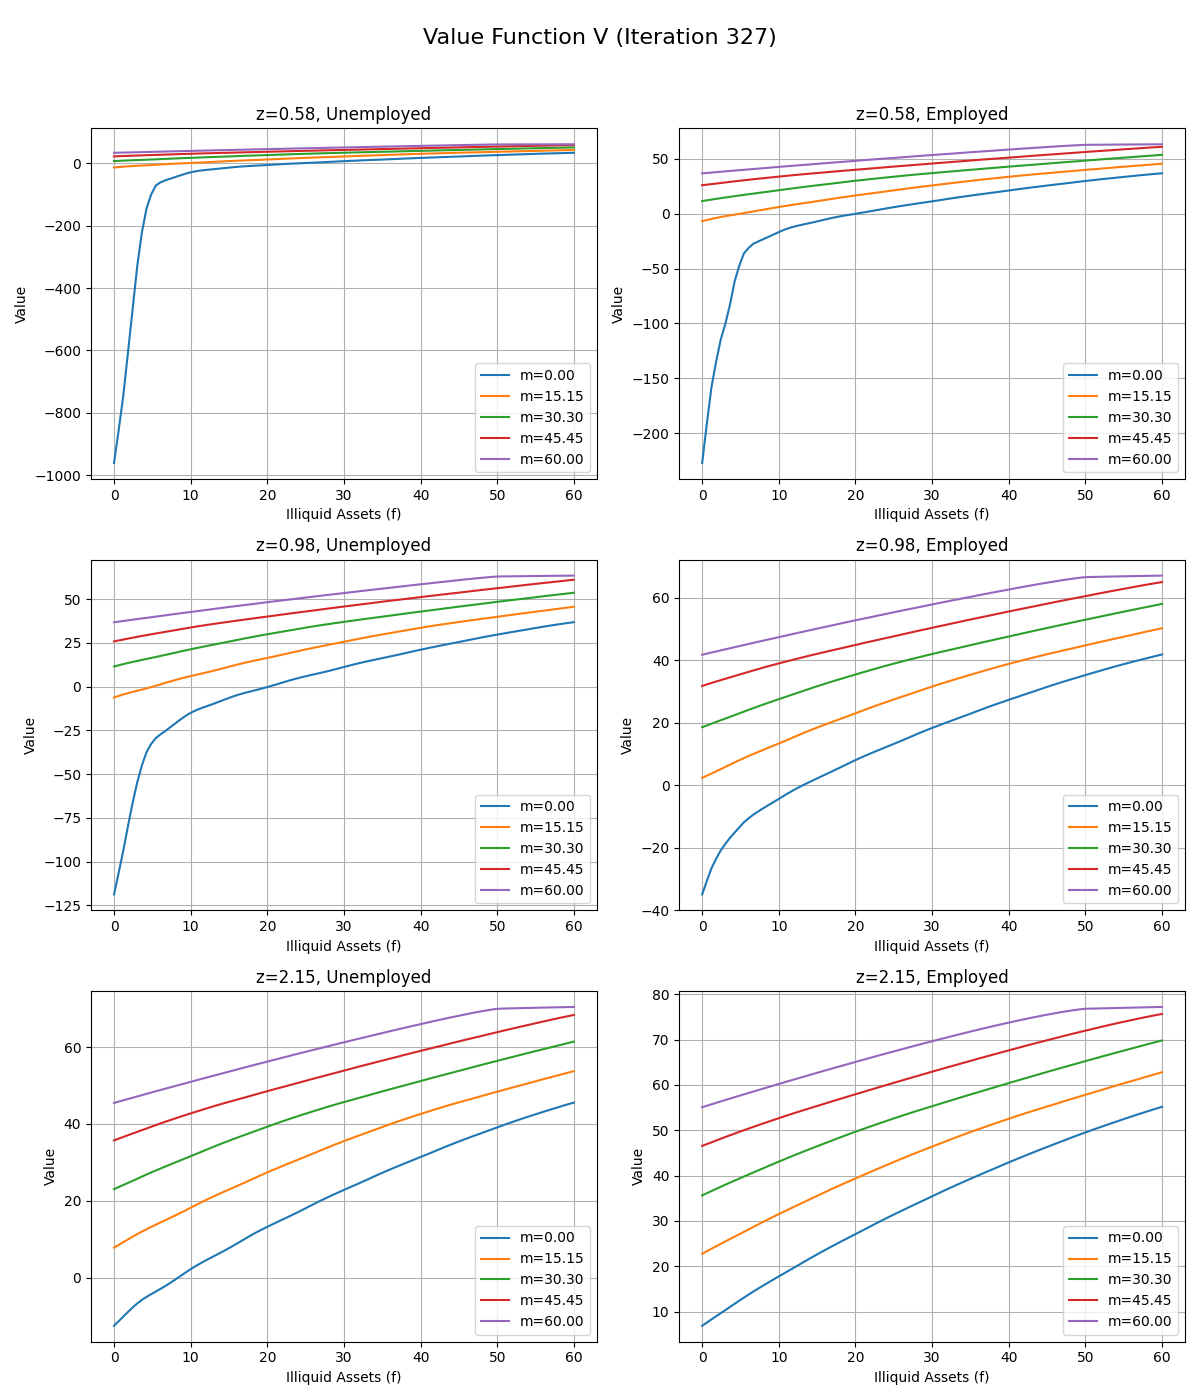 Value Function V (Iteration 327)
z=0.58, Unemployed
0
−200
−400
−600
−800
−1000
Value
0 10 20 30 40 50 60
Illiquid Assets (f)
m=0.00
m=15.15
m=30.30
m=45.45
m=60.00
z=0.58, Employed
50
0
−50
−100
−150
−200
Value
0 10 20 30 40 50 60
Illiquid Assets (f)
m=0.00
m=15.15
m=30.30
m=45.45
m=60.00
z=0.98, Unemployed
50
25
0
−25
−50
−75
−100
−125
Value
0 10 20 30 40 50 60
Illiquid Assets (f)
m=0.00
m=15.15
m=30.30
m=45.45
m=60.00
z=0.98, Employed
60
40
20
0
−20
−40
Value
0 10 20 30 40 50 60
Illiquid Assets (f)
m=0.00
m=15.15
m=30.30
m=45.45
m=60.00
z=2.15, Unemployed
60
40
20
0
Value
0 10 20 30 40 50 60
Illiquid Assets (f)
m=0.00
m=15.15
m=30.30
m=45.45
m=60.00
z=2.15, Employed
80
70
60
50
40
30
20
10
Value
0 10 20 30 40 50 60
Illiquid Assets (f)
m=0.00
m=15.15
m=30.30
m=45.45
m=60.00